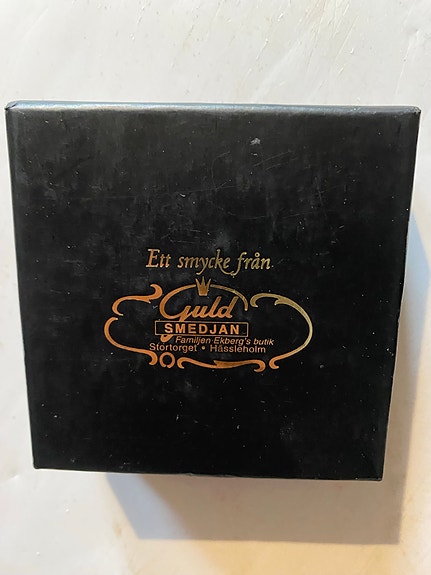 Ett smycke från
Guld
SMEDJAN
Familjen Ekberg's butik
Stortorget • Hässleholm